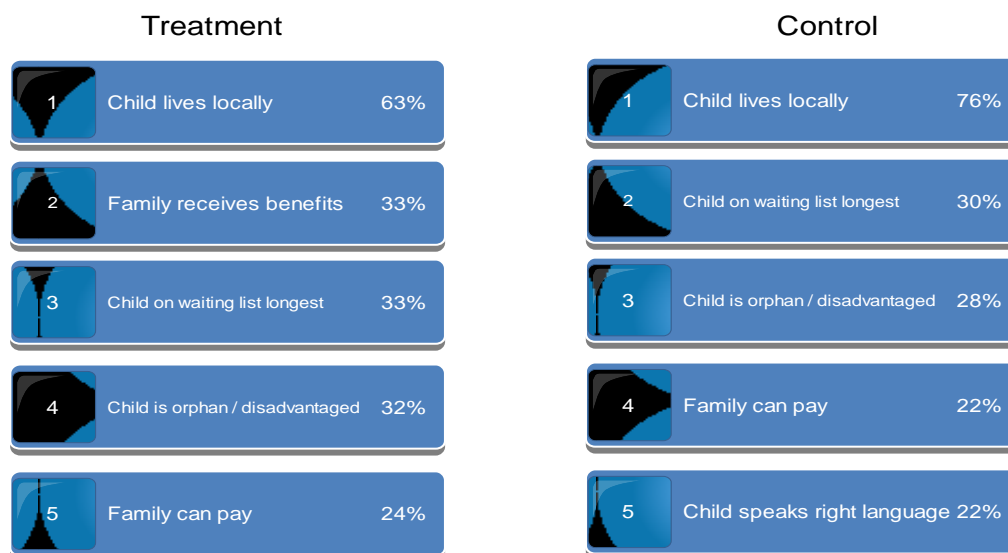 Treatment
1 Child lives locally 63%
2 Family receives benefits 33%
3 Child on waiting list longest 33%
4 Child is orphan / disadvantaged 32%
5 Family can pay 24%
Control
1 Child lives locally 76%
2 Child on waiting list longest 30%
3 Child is orphan / disadvantaged 28%
4 Family can pay 22%
5 Child speaks right language 22%